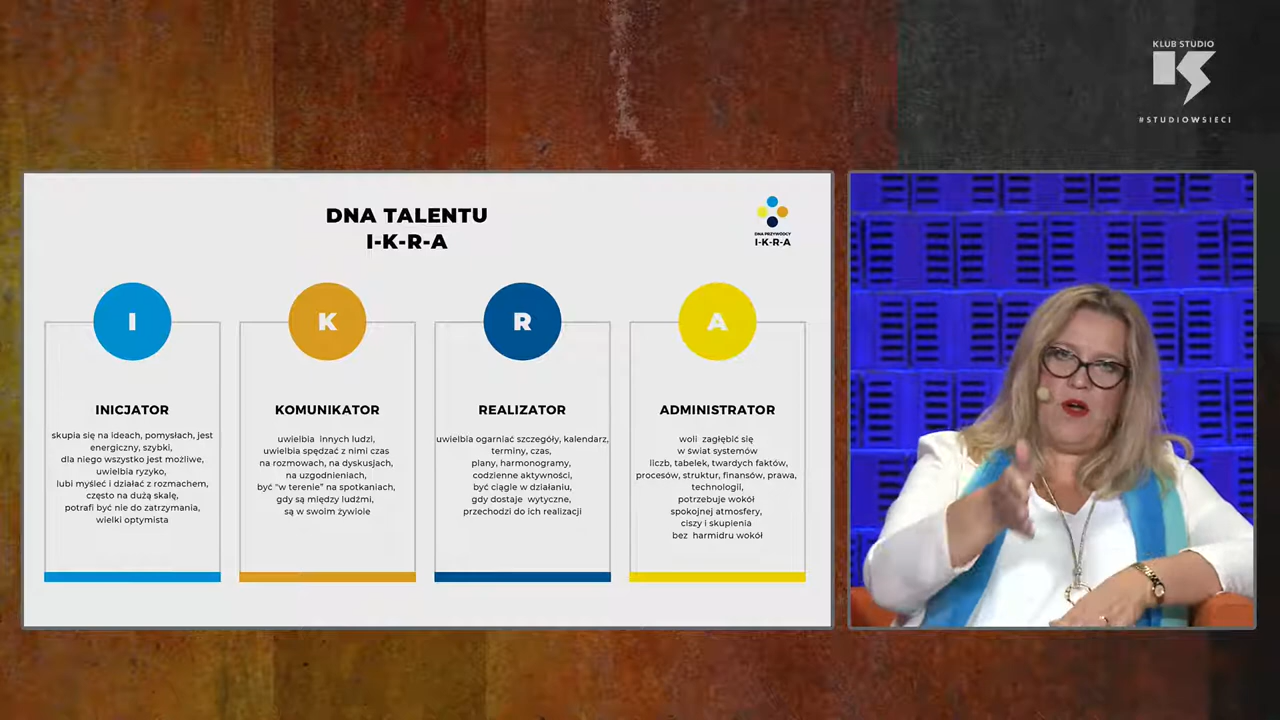 KLUB STUDIO
KS
#STUDIOWSIECI
DNA TALENTU
I-K-R-A
DNA PRZYWÓDCY
I-K-R-A
I
INICJATOR
skupia się na ideach, pomysłach, jest
energiczny, szybki,
dla niego wszystko jest możliwe,
uwielbia ryzyko,
lubi myśleć i działać z rozmachem,
często na dużą skalę,
potrafi być nie do zatrzymania,
wielki optymista
K
KOMUNIKATOR
uwielbia innych ludzi,
uwielbia spędzać z nimi czas
na rozmowach, na dyskusjach,
na uzgodnieniach,
być "w terenie" na spotkaniach,
gdy są między ludźmi,
są w swoim żywiole
R
REALIZATOR
uwielbia ogarniać szczegóły, kalendarz,
terminy, czas,
plany, harmonogramy,
codzienne aktywności,
być ciągle w działaniu,
gdy dostaje wytyczne,
przechodzi do ich realizacji
A
ADMINISTRATOR
woli zagłębić się
w świat systemów
liczb, tabelek, twardych faktów,
procesów, struktur, finansów, prawa,
technologii,
potrzebuje wokół
spokojnej atmosfery,
ciszy i skupienia
bez harmidru wokół